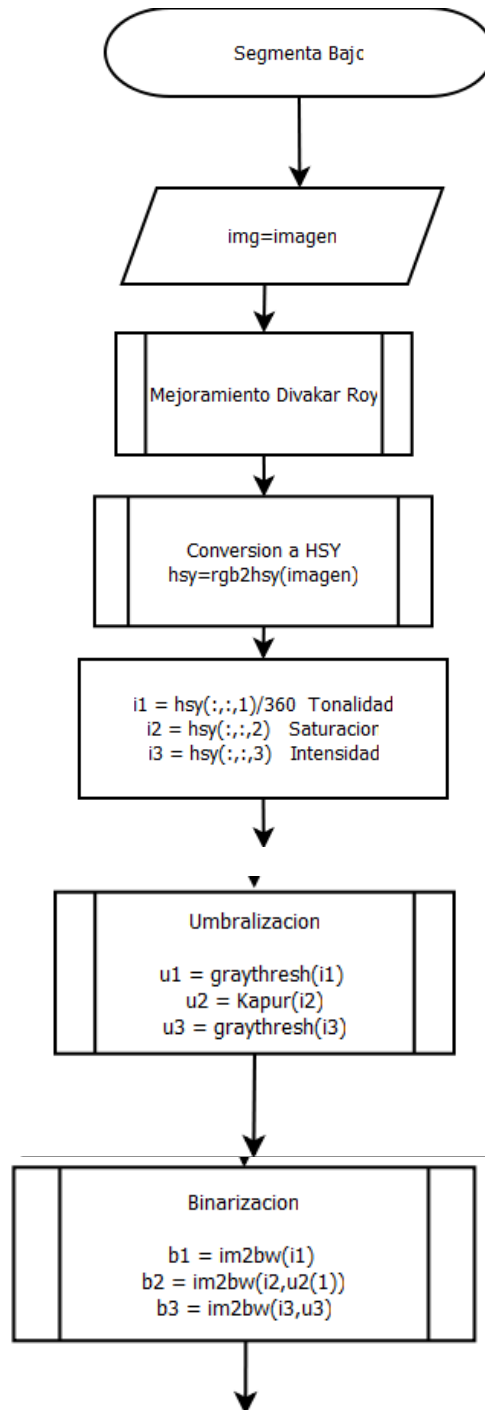 Segmenta Bajc
img=imagen
Mejoramiento Divakar Roy
Conversion a HSY
hsy=rgb2hsy(imagen)
i1 = hsy(:,:,1)/360 Tonalidad
i2 = hsy(:,:,2) Saturacior
i3 = hsy(:,:,3) Intensidad
Umbralizacion
u1 = graythresh(i1)
u2 = Kapur(i2)
u3 = graythresh(i3)
Binarizacion
b1 = im2bw(i1)
b2 = im2bw(i2,u2(1))
b3 = im2bw(i3,u3)